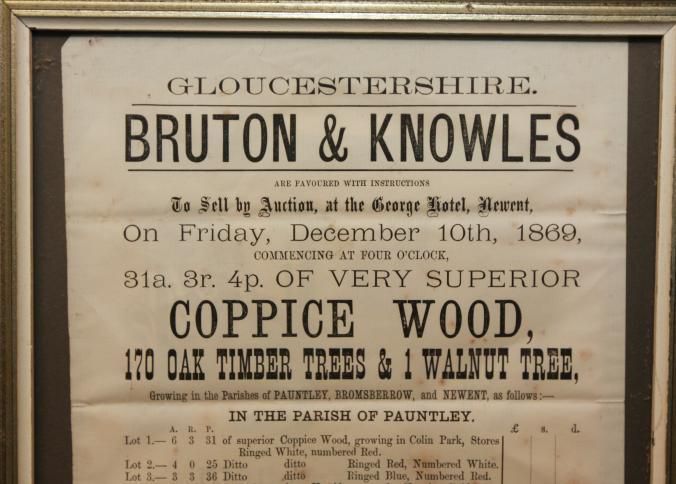 GLOUCESTERSHIRE.
BRUTON & KNOWLES
ARE FAVOURED WITH INSTRUCTIONS
To Sell by Auction, at the George Hotel, Newent,
On Friday, December 10th, 1869,
COMMENCING AT FOUR O'CLOCK,
31a. 3r. 4p. OF VERY SUPERIOR
COPPICE WOOD,
170 OAK TIMBER TREES & 1 WALNUT TREE,
Growing in the Parishes of PAUNTLEY, BROMSBERROW, and NEWENT, as follows:—
IN THE PARISH OF PAUNTLEY.
A. R. P. £ s. d.
Lot 1.— 6 3 31 of superior Coppice Wood, growing in Colin Park, Stores
Ringed White, numbered Red.
Lot 2.— 4 0 25 Ditto ditto Ringed Red, Numbered White.
Lot 3.— 3 3 36 Ditto ditto Ringed Blue, Numbered Red.